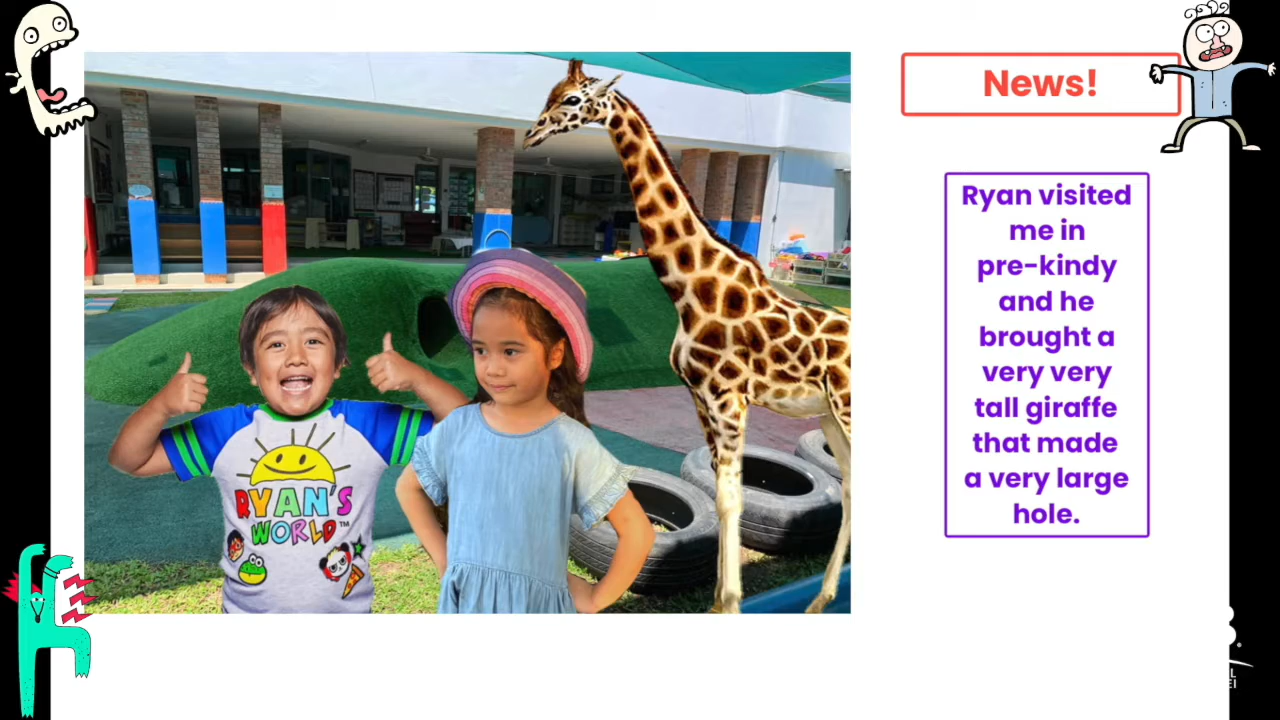 News!
Ryan visited
me in
pre-kindy
and he
brought a
very very
tall giraffe
that made
a very large
hole.
RYAN'S
WORLD™